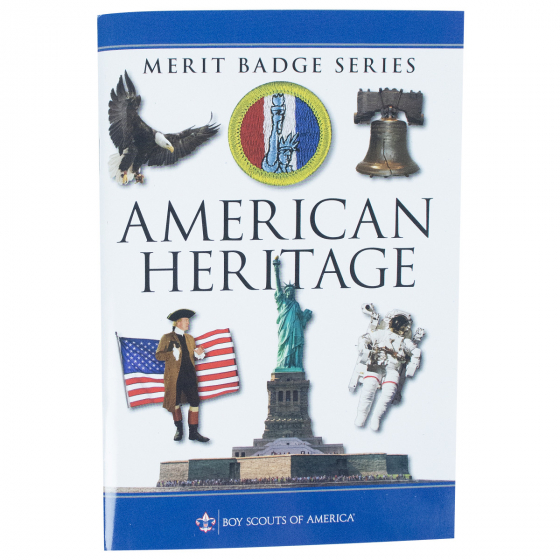 MERIT BADGE SERIES
AMERICAN
HERITAGE
BOY SCOUTS OF AMERICA®